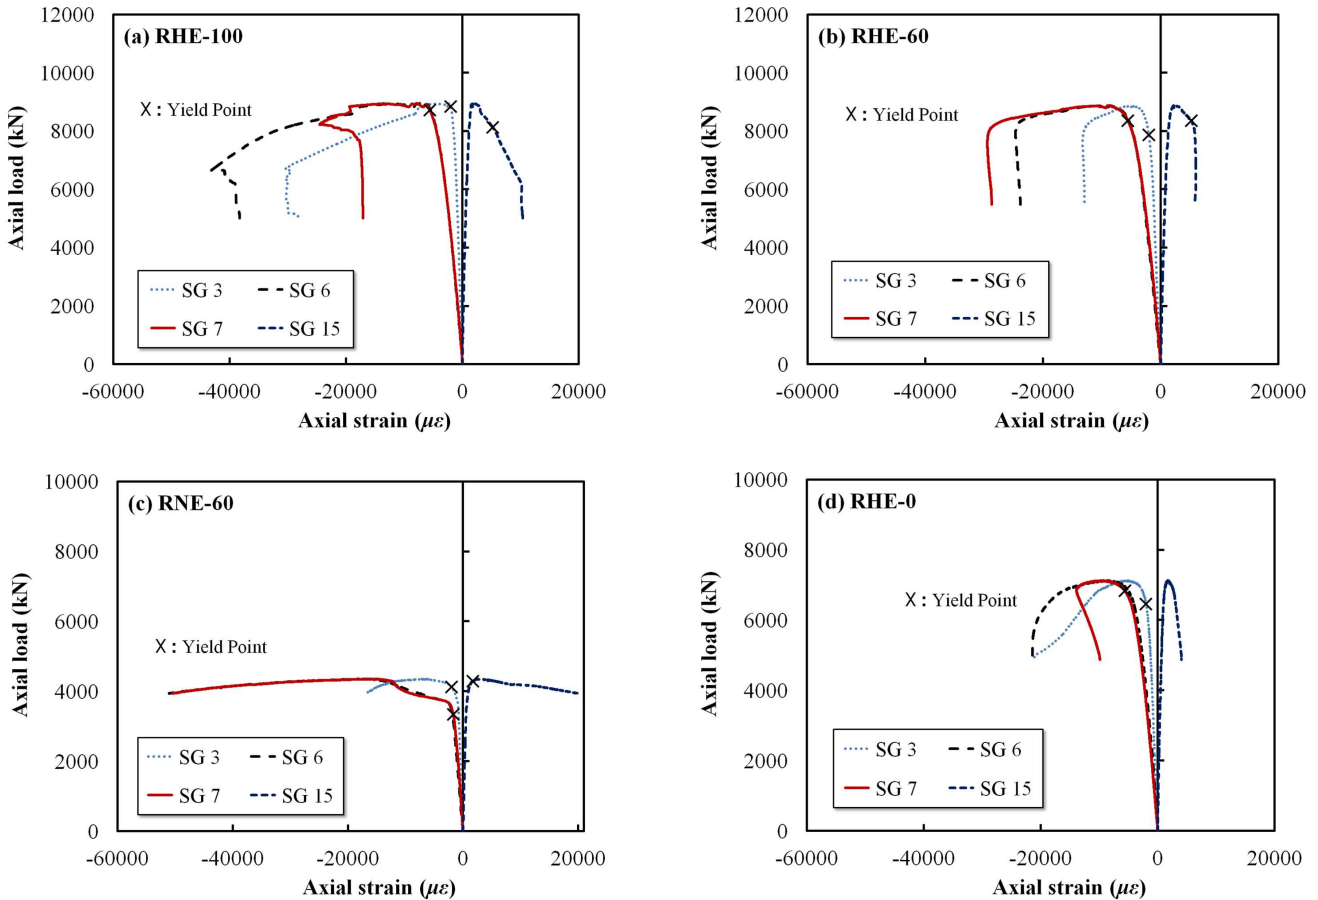 (a) RHE-100
X : Yield Point
Axial load (kN)
12000
10000
8000
6000
4000
2000
0
SG 3
SG 6
SG 7
SG 15
-60000 -40000 -20000 0 20000
Axial strain (με)
(b) RHE-60
X : Yield Point
Axial load (kN)
12000
10000
8000
6000
4000
2000
0
SG 3
SG 6
SG 7
SG 15
-60000 -40000 -20000 0 20000
Axial strain (με)
(c) RNE-60
X : Yield Point
Axial load (kN)
10000
8000
6000
4000
2000
0
SG 3
SG 6
SG 7
SG 15
-60000 -40000 -20000 0 20000
Axial strain (με)
(d) RHE-0
X : Yield Point
Axial load (kN)
10000
8000
6000
4000
2000
0
SG 3
SG 6
SG 7
SG 15
-60000 -40000 -20000 0 20000
Axial strain (με)